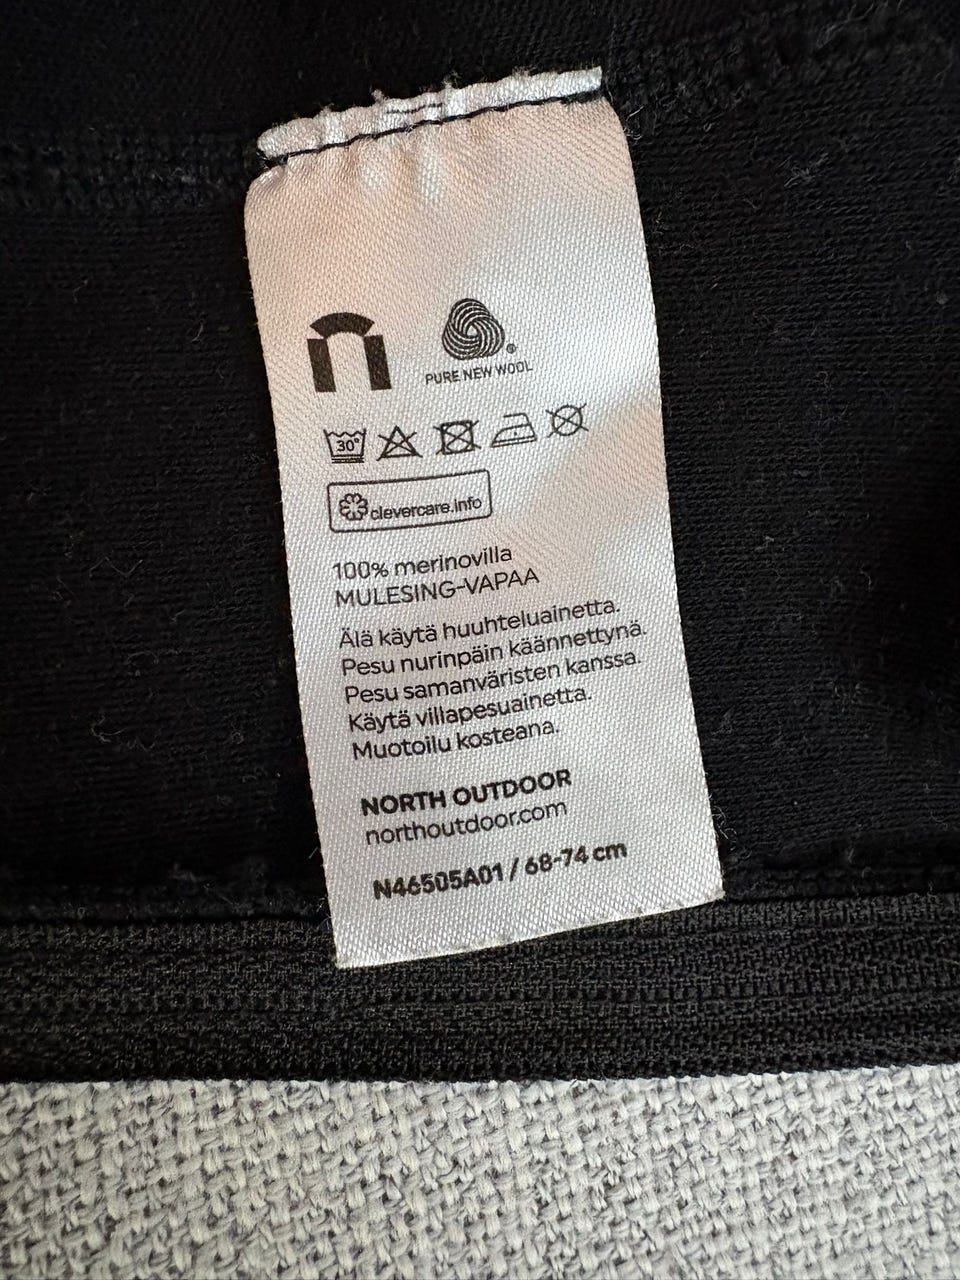 PURE NEW WOOL
30°
clevercare.info
100% merinovilla
MULESING-VAPAA
Älä käytä huuhteluainetta.
Pesu nurinpäin käännettynä.
Pesu samanväristen kanssa.
Käytä villapesuainetta.
Muotoilu kosteana.
NORTH OUTDOOR
northoutdoor.com
N46505A01 / 68-74 cm